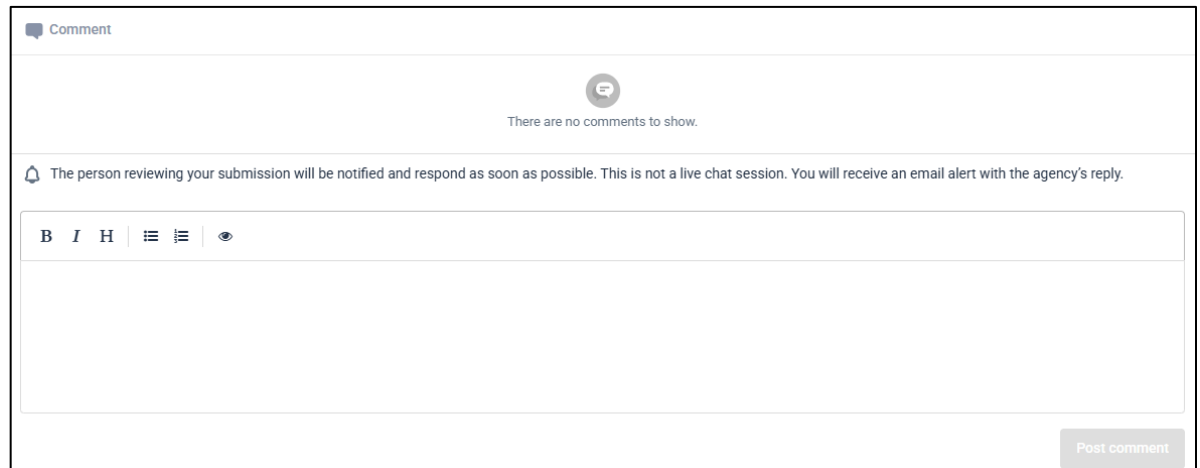 Comment
There are no comments to show.
The person reviewing your submission will be notified and respond as soon as possible. This is not a live chat session. You will receive an email alert with the agency’s reply.
B I H
Post comment